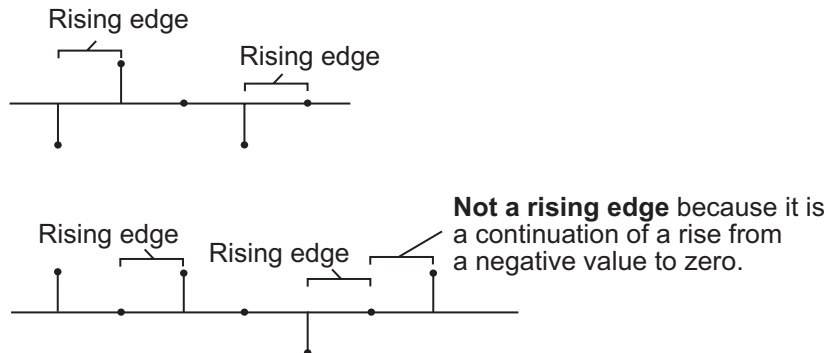 Rising edge
Rising edge
Not a rising edge because it is
a continuation of a rise from
a negative value to zero.
Rising edge
Rising edge